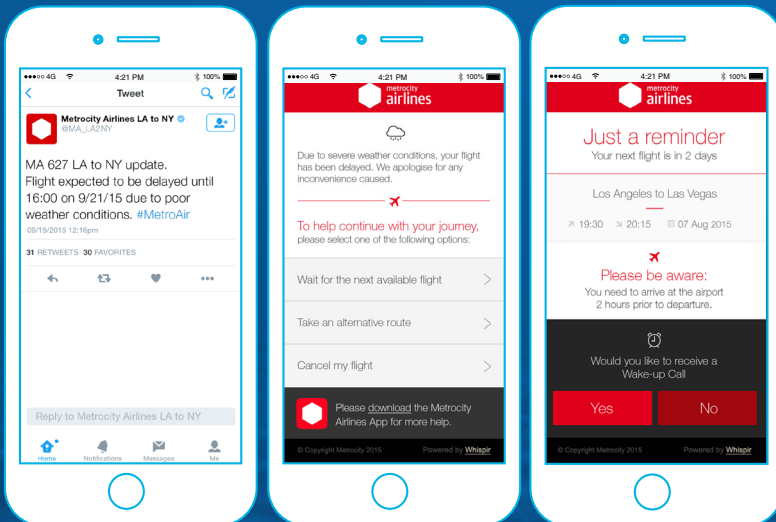 4G 4:21 PM 100%
Tweet
Metrocity Airlines LA to NY
@MA_LA2NY
MA 627 LA to NY update.
Flight expected to be delayed until
16:00 on 9/21/15 due to poor
weather conditions. #MetroAir
09/15/2015 12:16pm
31 RETWEETS 30 FAVORITES
Reply to Metrocity Airlines LA to NY
Home Notifications Messages Me
4G 4:21 PM 100%
metrocity
airlines
Due to severe weather conditions, your flight
has been delayed. We apologise for any
inconvenience caused.
To help continue with your journey,
please select one of the following options:
Wait for the next available flight
Take an alternative route
Cancel my flight
Please download the Metrocity
Airlines App for more help.
© Copyright Metrocity 2015 Powered by Whispir
4G 4:21 PM 100%
metrocity
airlines
Just a reminder
Your next flight is in 2 days
Los Angeles to Las Vegas
19:30 20:15 07 Aug 2015
Please be aware:
You need to arrive at the airport
2 hours prior to departure.
Would you like to receive a
Wake-up Call
Yes No
© Copyright Metrocity 2015 Powered by Whispir